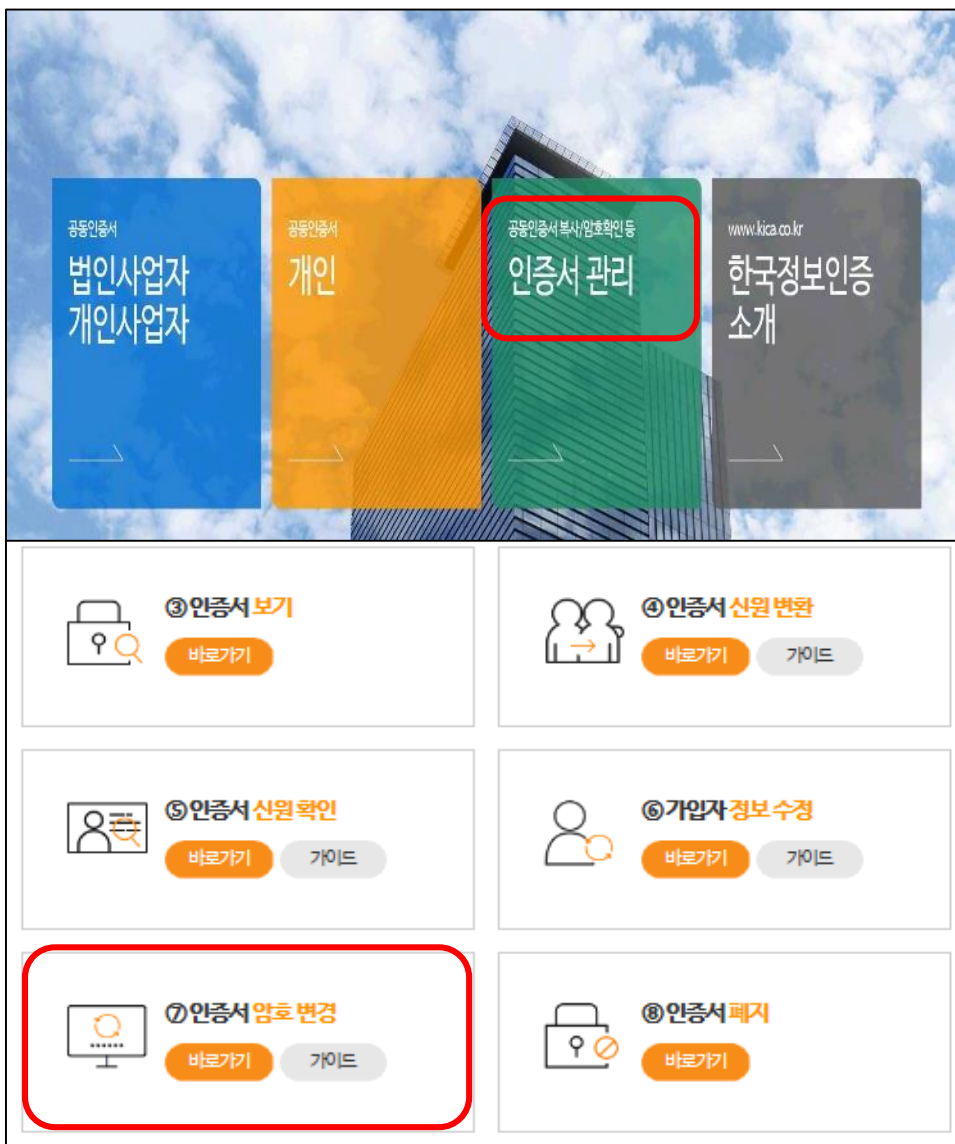 공동인증서
법인사업자
개인사업자
공동인증서
개인
공동인증서 복사/암호확인 등
인증서 관리
www.kica.co.kr
한국정보인증
소개
③ 인증서 보기
바로가기
④ 인증서 신원 변환
바로가기 가이드
⑤ 인증서 신원 확인
바로가기 가이드
⑥ 가입자 정보 수정
바로가기 가이드
⑦ 인증서 암호 변경
바로가기 가이드
⑧ 인증서 폐지
바로가기